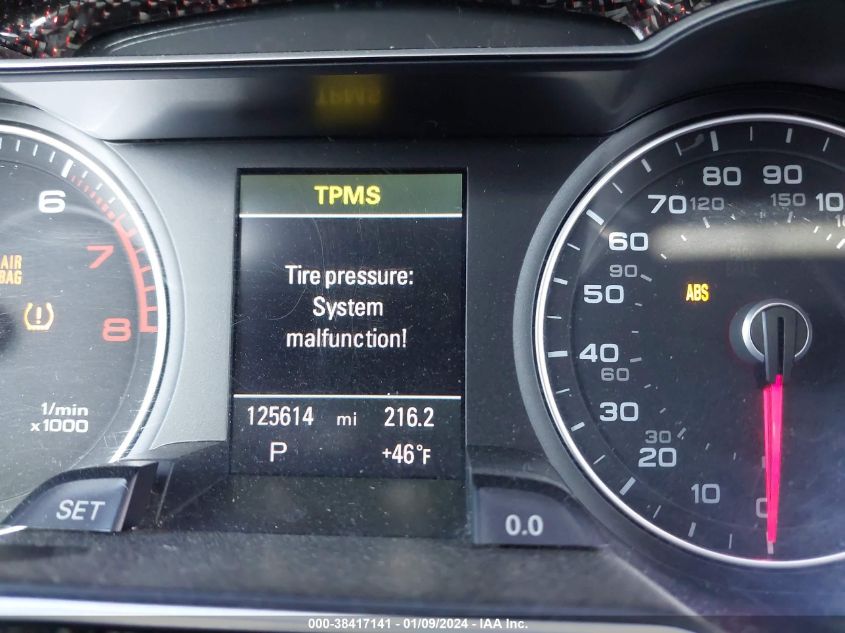 TPMS
TPMS
Tire pressure:
System
malfunction!
125614 mi 216.2
P +46°F
AIR
BAG
6
7
8
1/min
x1000
SET
0.0
ABS
0
10
20
30
30
40
50
60
60
70
80
90
90
120
150
000-38417141 - 01/09/2024 - IAA Inc.